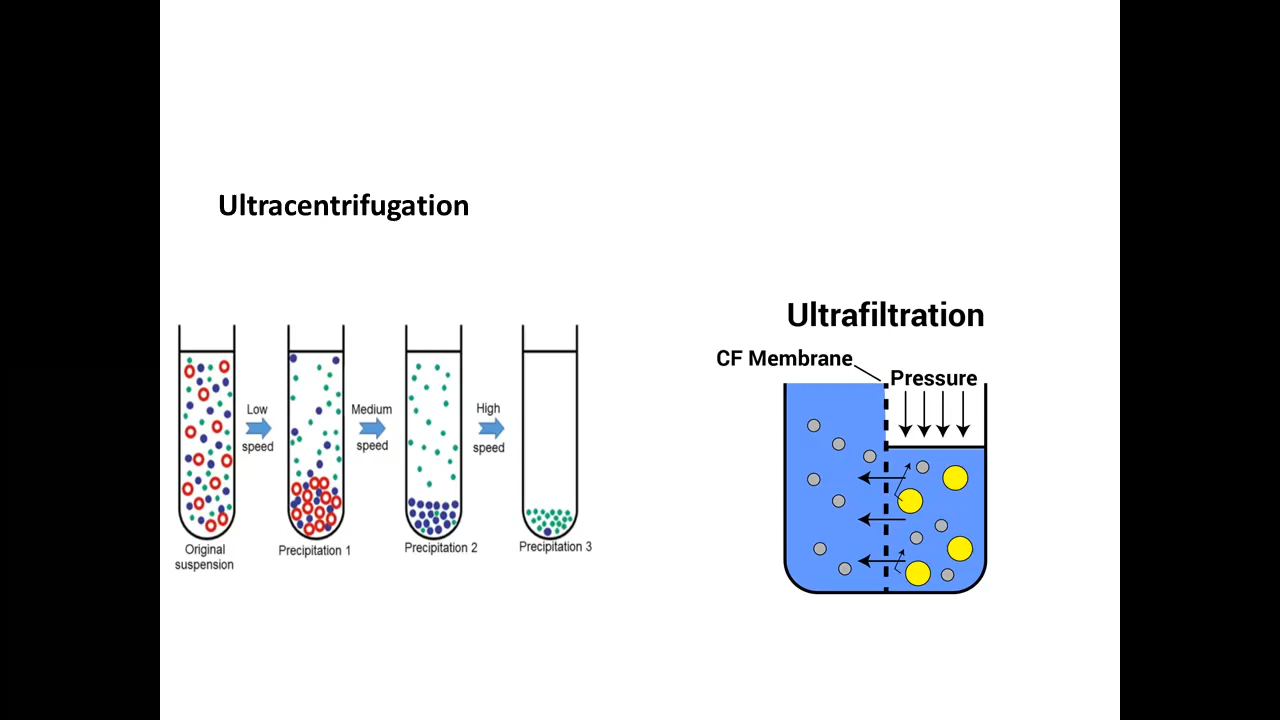 Ultracentrifugation
Low
speed
Medium
speed
High
speed
Original
suspension
Precipitation 1
Precipitation 2
Precipitation 3
Ultrafiltration
CF Membrane
Pressure